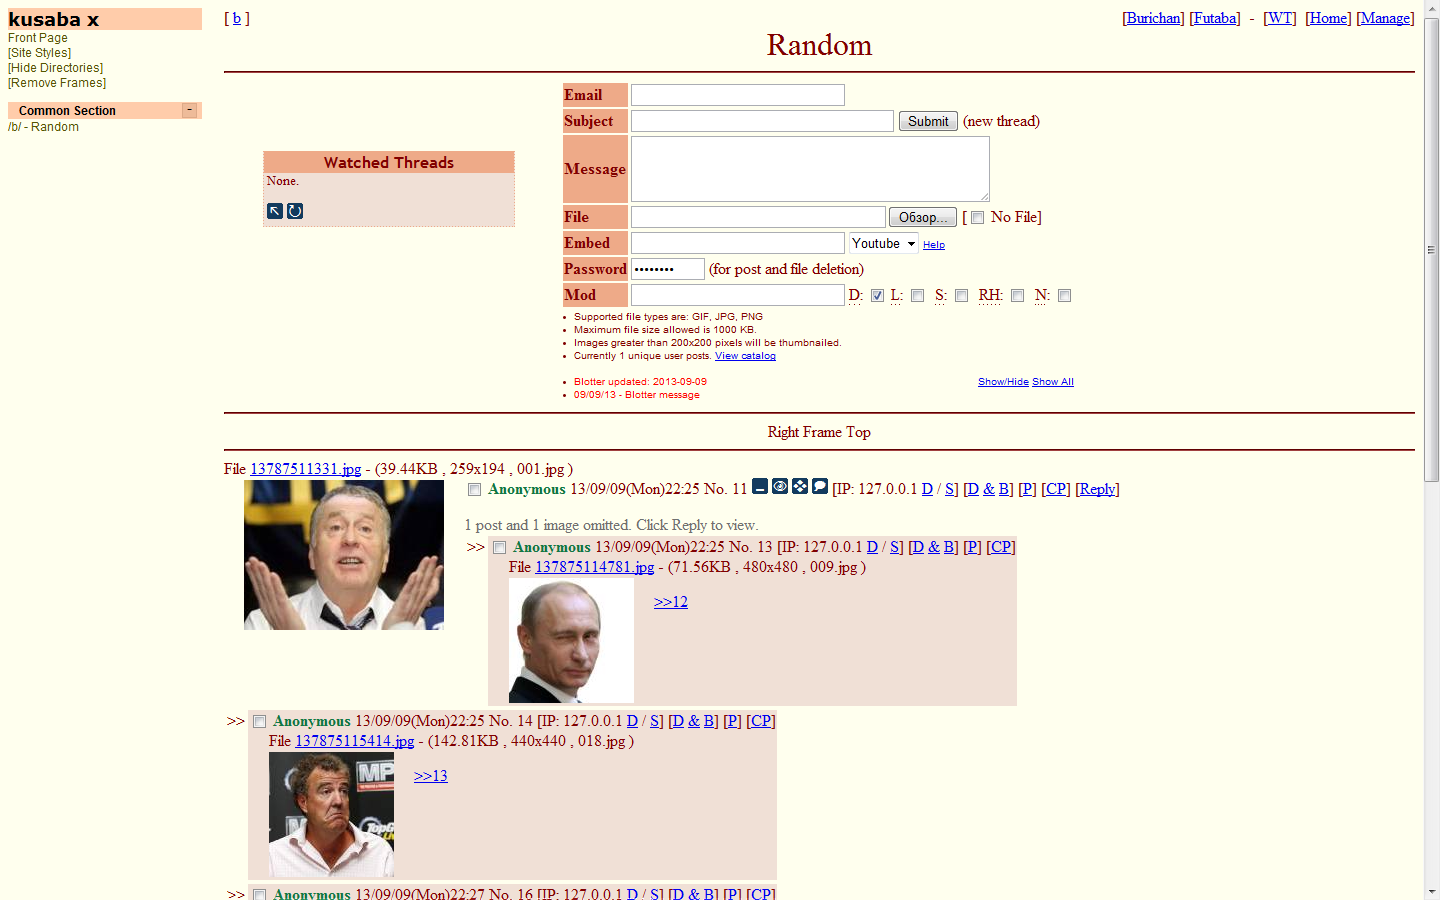 kusaba x
Front Page
[Site Styles]
[Hide Directories]
[Remove Frames]
Common Section −
/b/ - Random
[ b ]
[Burichan] [Futaba] - [WT] [Home] [Manage]
Random
Watched Threads
None.
Email
Subject Submit (new thread)
Message
File Обзор... [ No File]
Embed Youtube Help
Password •••••••• (for post and file deletion)
Mod D: L: S: RH: N:
• Supported file types are: GIF, JPG, PNG
• Maximum file size allowed is 1000 KB.
• Images greater than 200x200 pixels will be thumbnailed.
• Currently 1 unique user posts. View catalog
• Blotter updated: 2013-09-09 Show/Hide Show All
• 09/09/13 - Blotter message
Right Frame Top
File 13787511331.jpg - (39.44KB , 259x194 , 001.jpg )
Anonymous 13/09/09(Mon)22:25 No. 11 [IP: 127.0.0.1 D / S] [D & B] [P] [CP] [Reply]
1 post and 1 image omitted. Click Reply to view.
>> Anonymous 13/09/09(Mon)22:25 No. 13 [IP: 127.0.0.1 D / S] [D & B] [P] [CP]
File 137875114781.jpg - (71.56KB , 480x480 , 009.jpg )
>>12
>> Anonymous 13/09/09(Mon)22:25 No. 14 [IP: 127.0.0.1 D / S] [D & B] [P] [CP]
File 137875115414.jpg - (142.81KB , 440x440 , 018.jpg )
>>13
>> Anonymous 13/09/09(Mon)22:27 No. 16 [IP: 127.0.0.1 D / S] [D & B] [P] [CP]